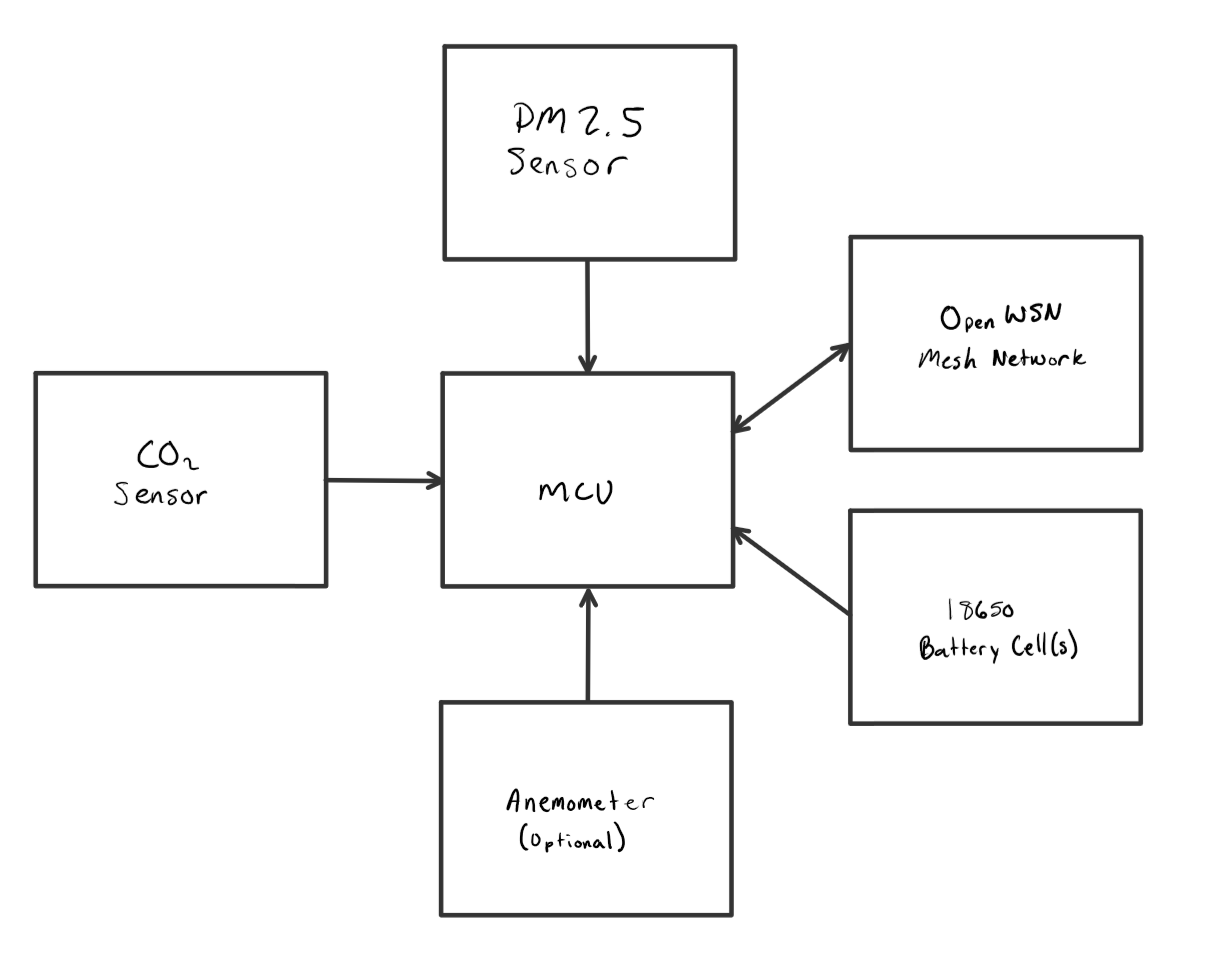 PM 2.5
Sensor
Open WSN
Mesh Network
CO₂
Sensor
MCU
18650
Battery Cell(s)
Anemometer
(Optional)